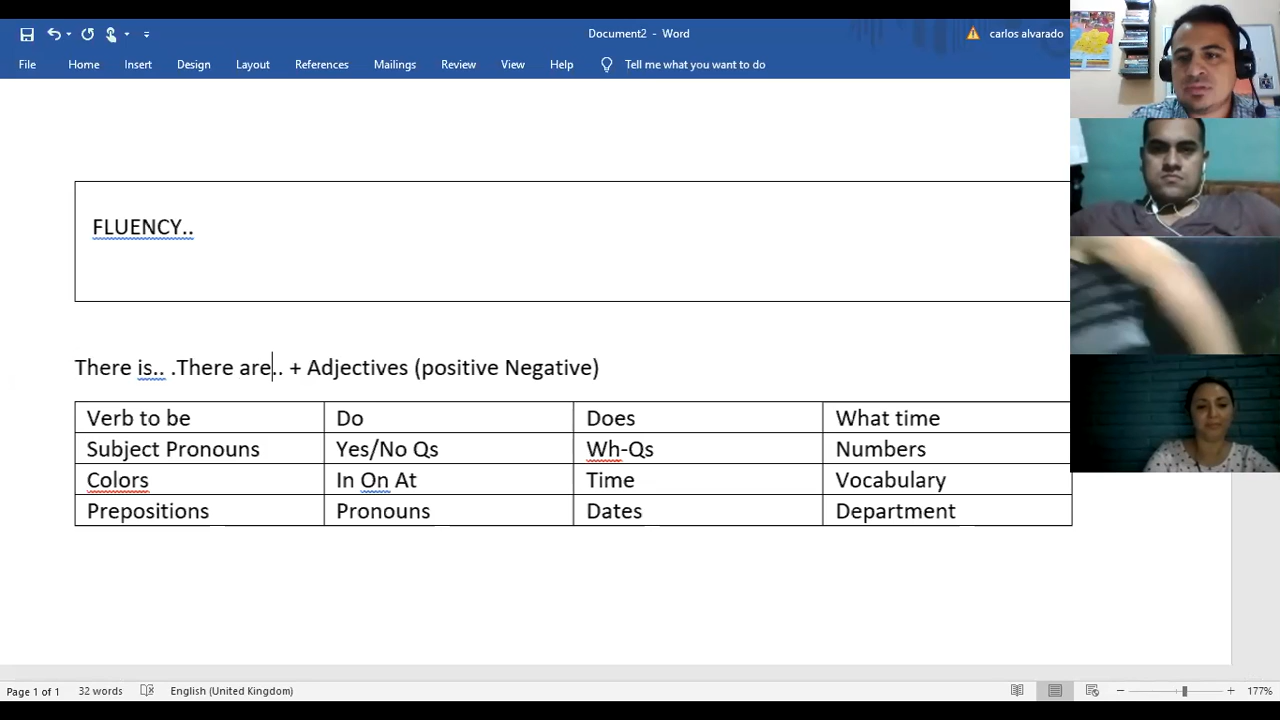 Document2 - Word
carlos alvarado
File Home Insert Design Layout References Mailings Review View Help Tell me what you want to do
FLUENCY..
There is.. .There are.. + Adjectives (positive Negative)
Verb to be Do Does What time
Subject Pronouns Yes/No Qs Wh-Qs Numbers
Colors In On At Time Vocabulary
Prepositions Pronouns Dates Department
Page 1 of 1 32 words English (United Kingdom) 177%